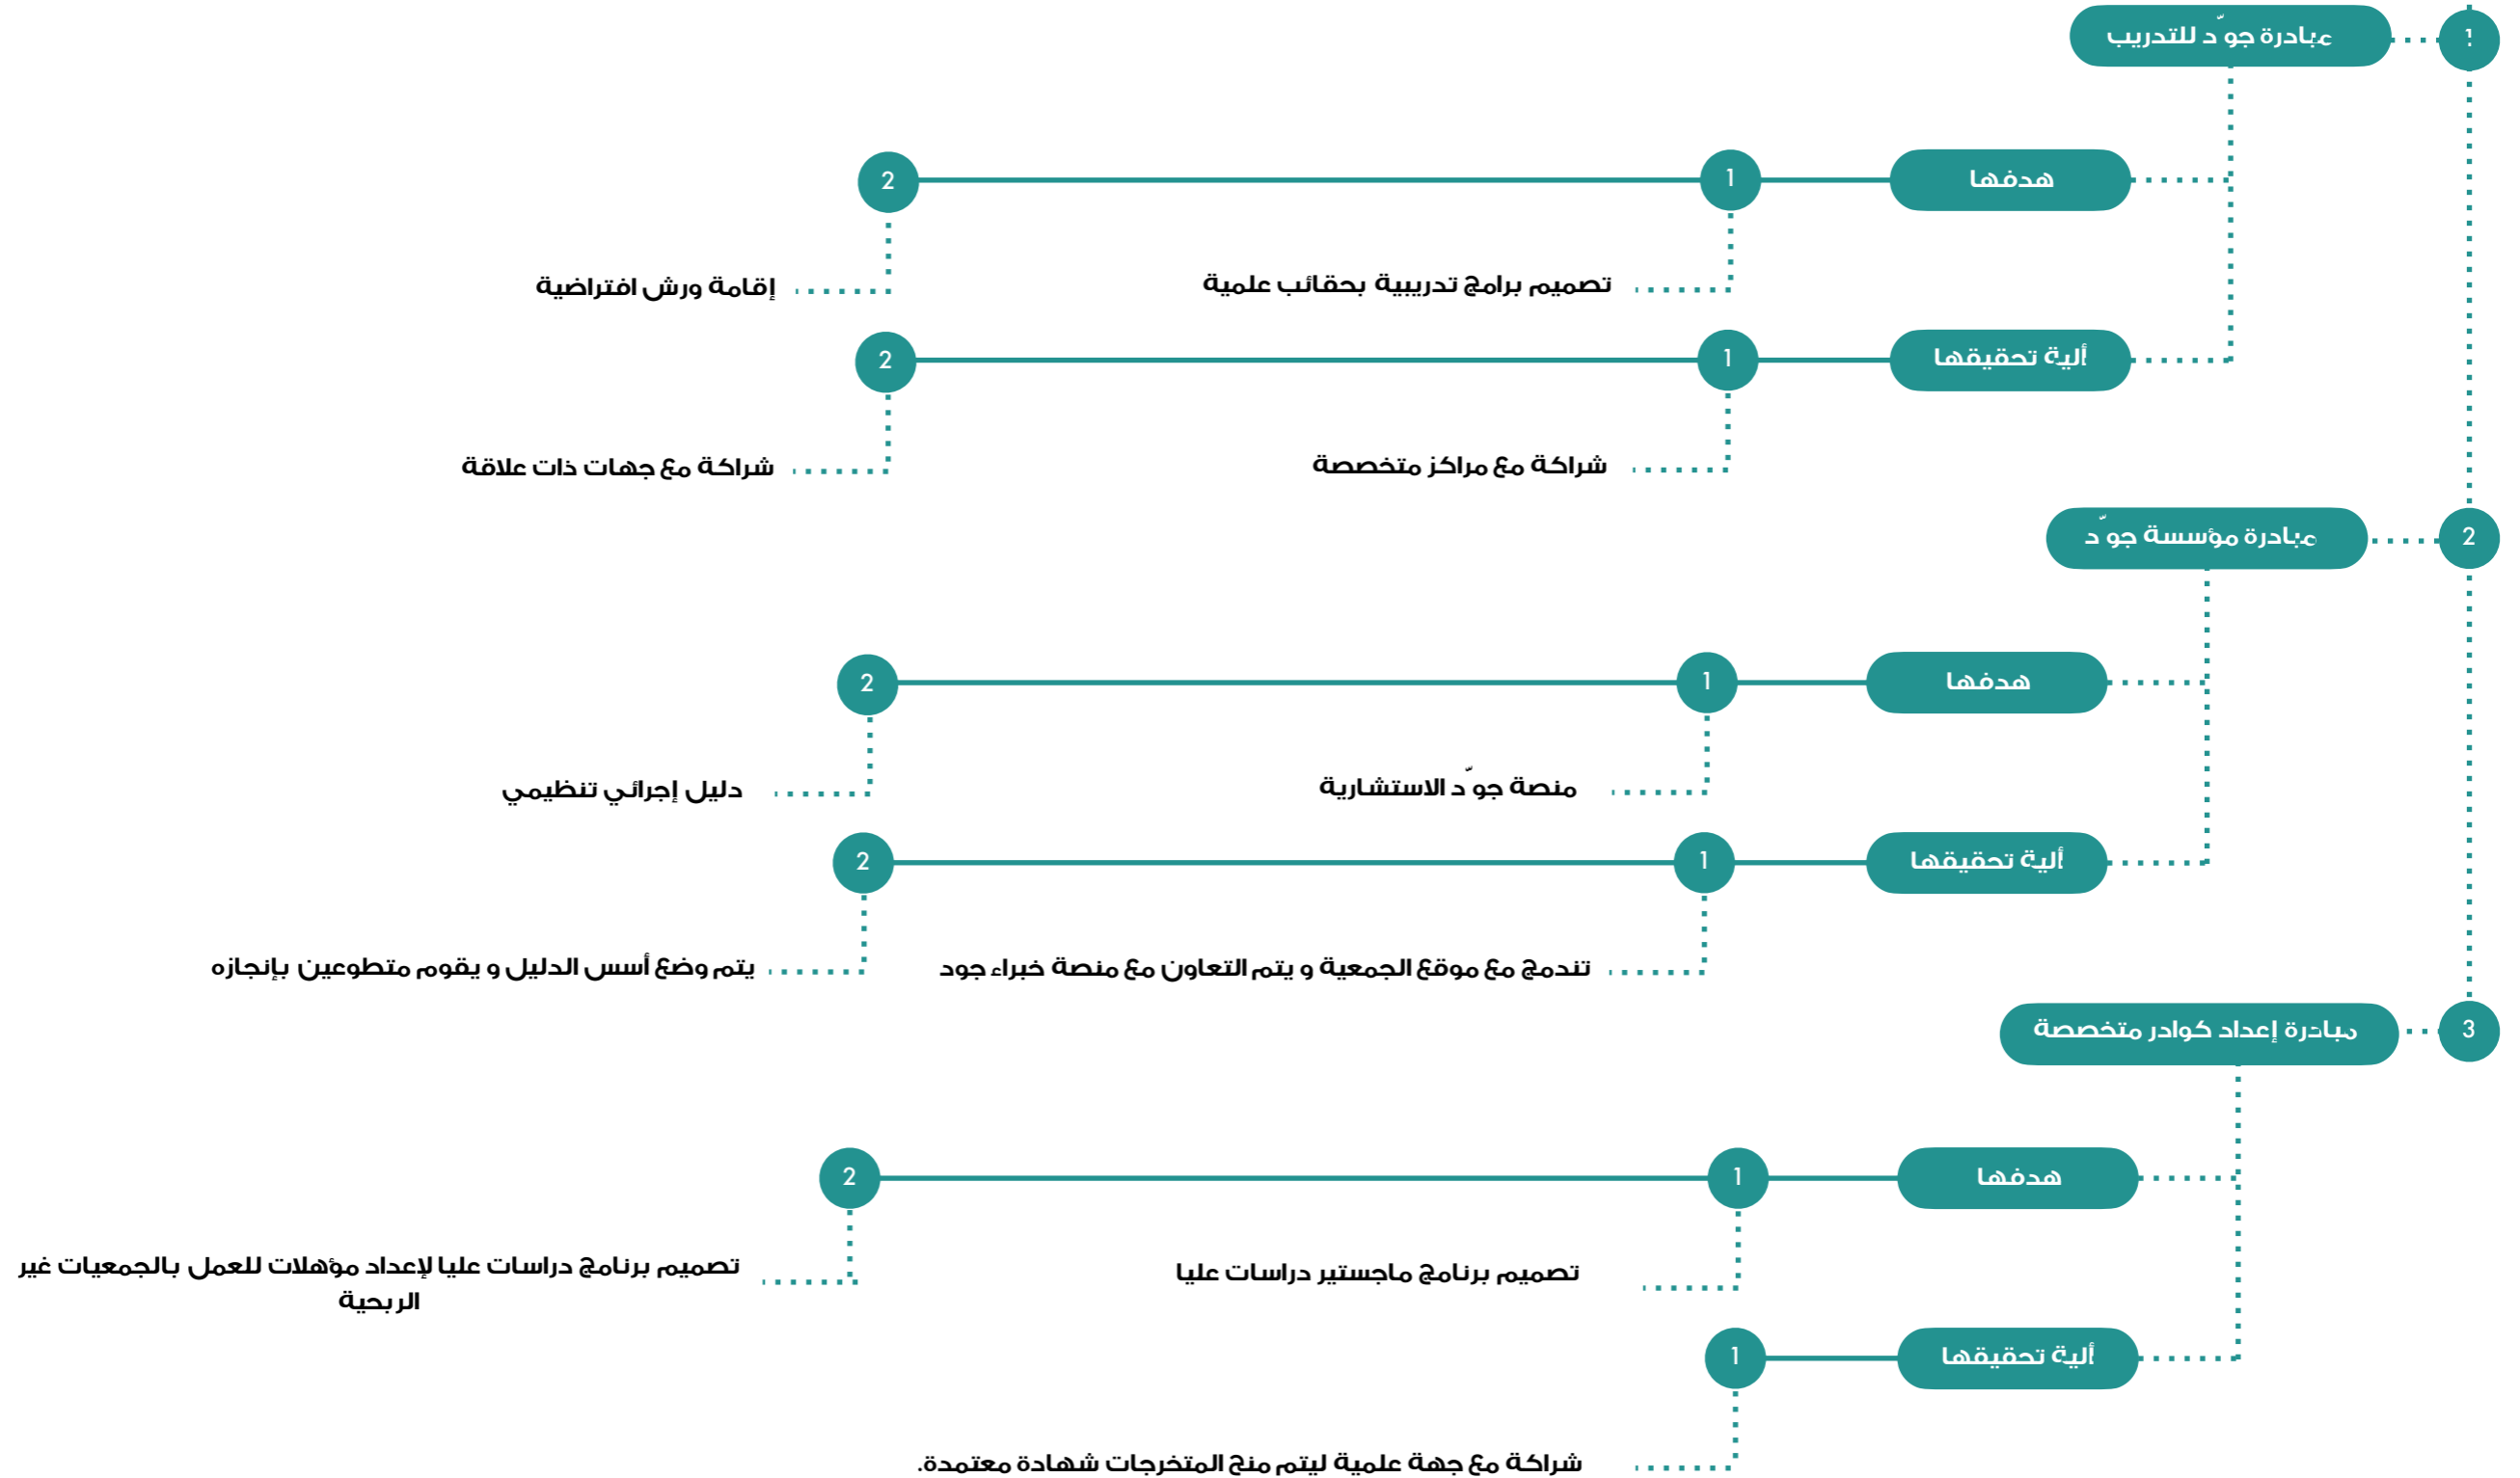 1
مبادرة جوّد للتدريب
هدفها
1
2
تصميم برامج تدريبية بحقائب علمية
إقامة ورش افتراضية
ألية تحقيقها
1
2
شراكة مع مراكز متخصصة
شراكة مع جهات ذات علاقة
2
مبادرة مؤسسة جوّد
هدفها
1
2
منصة جوّد الاستشارية
دليل إجرائي تنظيمي
ألية تحقيقها
1
2
تندمج مع موقع الجمعية و يتم التعاون مع منصة خبراء جود
يتم وضع أسس الدليل و يقوم متطوعين بإنجازه
3
مبادرة إعداد كوادر متخصصة
هدفها
1
2
تصميم برنامج ماجستير دراسات عليا
تصميم برنامج دراسات عليا لإعداد مؤهلات للعمل بالجمعيات غير
الربحية
ألية تحقيقها
1
شراكة مع جهة علمية ليتم منح المتخرجات شهادة معتمدة.